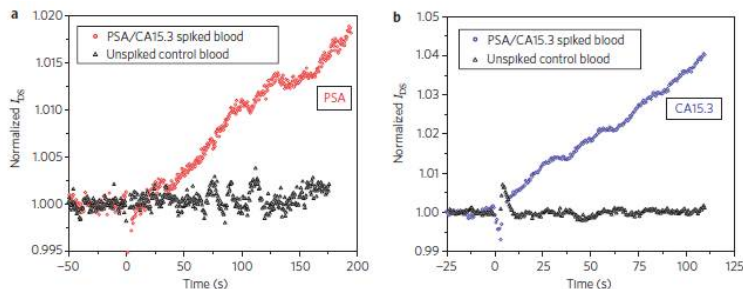 a
1.020
1.015
1.010
1.005
1.000
0.995
Normalized IDS
PSA/CA15.3 spiked blood
Unspiked control blood
PSA
−50
0
50
100
150
200
Time (s)
b
1.05
1.04
1.03
1.02
1.01
1.00
0.99
Normalized IDS
PSA/CA15.3 spiked blood
Unspiked control blood
CA15.3
−25
0
25
50
75
100
125
Time (s)